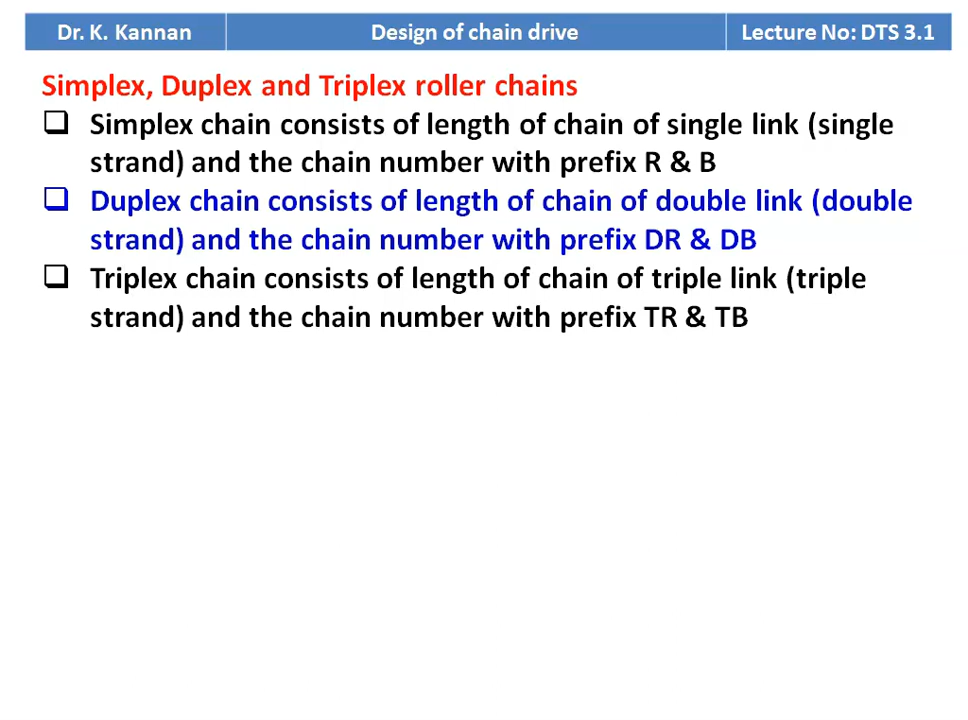 Dr. K. Kannan Design of chain drive Lecture No: DTS 3.1
Simplex, Duplex and Triplex roller chains
Simplex chain consists of length of chain of single link (single
strand) and the chain number with prefix R & B
Duplex chain consists of length of chain of double link (double
strand) and the chain number with prefix DR & DB
Triplex chain consists of length of chain of triple link (triple
strand) and the chain number with prefix TR & TB